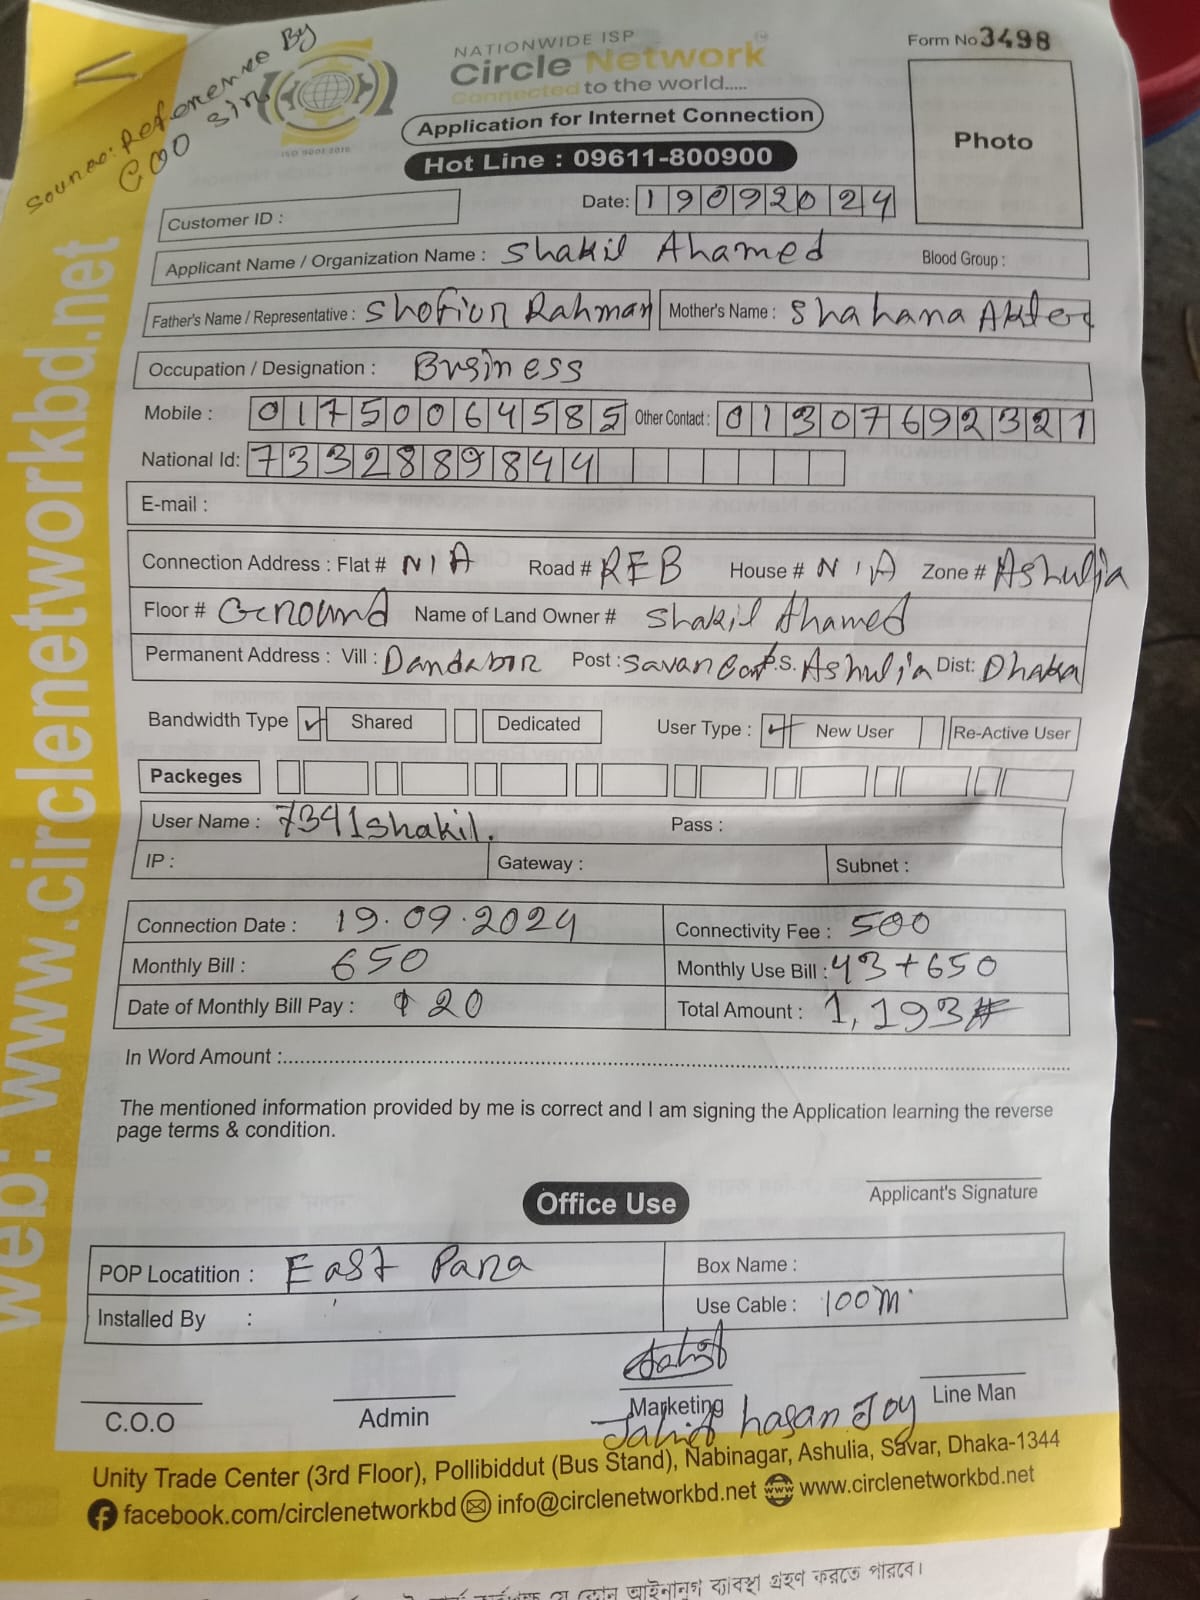 Sounce: Reference By
COO Sir
NATIONWIDE ISP
Circle Network
Connected to the world.....
ISO 9001:2015
Form No 3498
Application for Internet Connection
Hot Line : 09611-800900
Photo
Customer ID :
Date: 19092024
Applicant Name / Organization Name : Shakil Ahamed Blood Group :
Father's Name / Representative : Shofiur Rahman Mother's Name : Shahana Akter
Occupation / Designation : Business
Mobile : 01750064585 Other Contact : 01307692321
National Id: 7332889844
E-mail :
Connection Address : Flat # N/A Road # REB House # N/A Zone # Ashulia
Floor # Ground Name of Land Owner # Shakil Ahamed
Permanent Address : Vill : Dandabor Post : Savar Cant P.S. Ashulia Dist: Dhaka
Bandwidth Type ✓ Shared Dedicated User Type : ✓ New User Re-Active User
Packeges
User Name : 7391shakil. Pass :
IP : Gateway : Subnet :
Connection Date : 19.09.2024 Connectivity Fee : 500
Monthly Bill : 650 Monthly Use Bill : 43+650
Date of Monthly Bill Pay : 20 Total Amount : 1,193#
In Word Amount :
The mentioned information provided by me is correct and I am signing the Application learning the reverse
page terms & condition.
Applicant's Signature
Office Use
POP Locatition : East Para Box Name :
Installed By : Use Cable : 100m
C.O.O Admin Marketing Line Man
Jahid hasan Joy
Unity Trade Center (3rd Floor), Pollibiddut (Bus Stand), Nabinagar, Ashulia, Savar, Dhaka-1344
facebook.com/circlenetworkbd info@circlenetworkbd.net www.circlenetworkbd.net
web: www.circlenetworkbd.net
আইনানুগ ব্যাবস্থা গ্রহণ করতে পারবে।